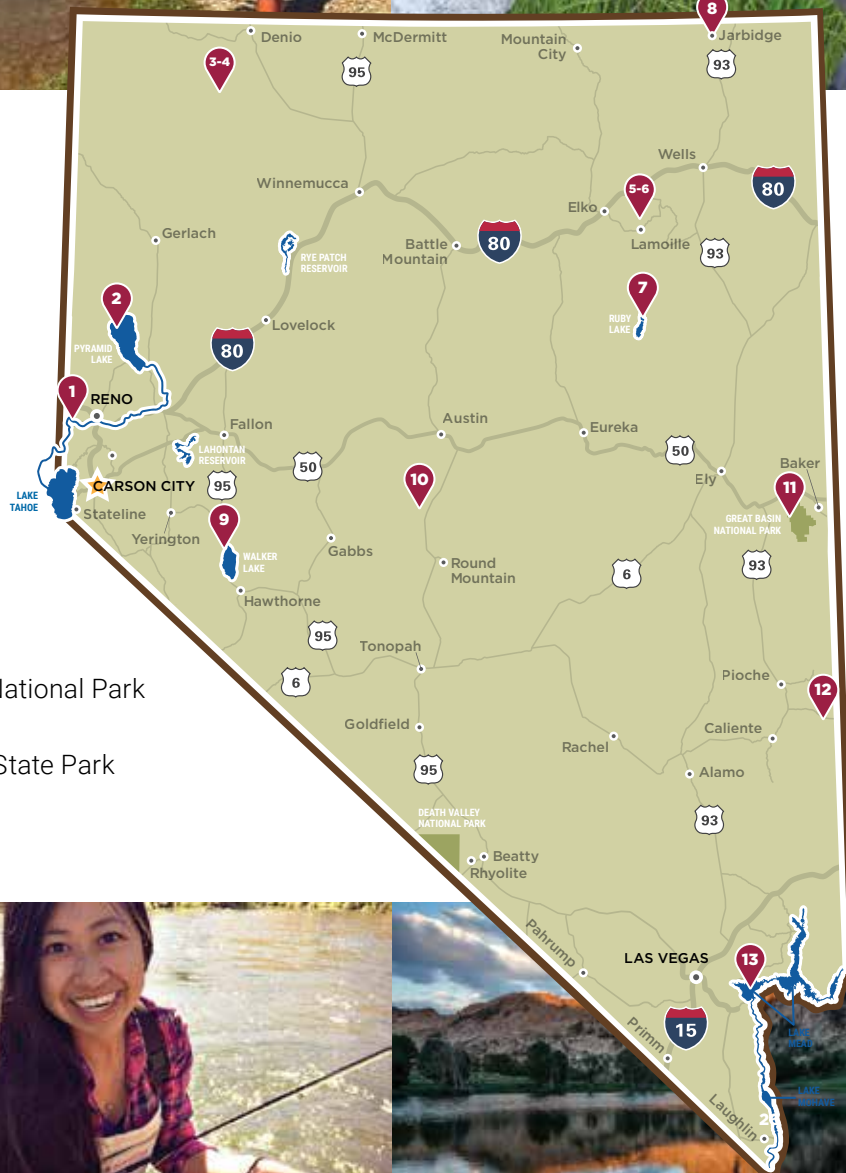 8
Denio
McDermitt
Mountain
City
Jarbidge
3-4
95
93
Wells
Winnemucca
5-6
80
Elko
Gerlach
Battle
Mountain
80
Lamoille
93
RYE PATCH
RESERVOIR
2
7
Lovelock
RUBY
LAKE
PYRAMID
LAKE
80
1
RENO
Fallon
Austin
Eureka
LAHONTAN
RESERVOIR
50
50
Baker
Ely
CARSON CITY
95
10
11
LAKE
TAHOE
Stateline
9
GREAT BASIN
NATIONAL PARK
Yerington
Gabbs
WALKER
LAKE
Round
Mountain
6
93
Hawthorne
95
Tonopah
6
Pioche
12
National Park
Goldfield
Caliente
Rachel
State Park
95
Alamo
DEATH VALLEY
NATIONAL PARK
93
Beatty
Rhyolite
Pahrump
LAS VEGAS
13
15
Primm
LAKE
MEAD
LAKE
MOHAVE
Laughlin